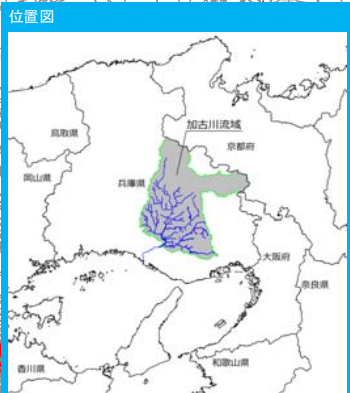 位置図
加古川流域
鳥取県
京都府
岡山県
兵庫県
大阪府
奈良県
和歌山県
香川県